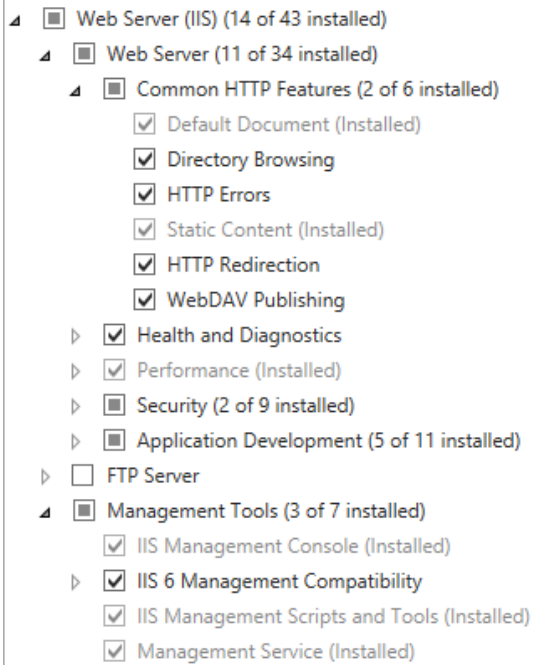 Web Server (IIS) (14 of 43 installed)
Web Server (11 of 34 installed)
Common HTTP Features (2 of 6 installed)
Default Document (Installed)
Directory Browsing
HTTP Errors
Static Content (Installed)
HTTP Redirection
WebDAV Publishing
Health and Diagnostics
Performance (Installed)
Security (2 of 9 installed)
Application Development (5 of 11 installed)
FTP Server
Management Tools (3 of 7 installed)
IIS Management Console (Installed)
IIS 6 Management Compatibility
IIS Management Scripts and Tools (Installed)
Management Service (Installed)